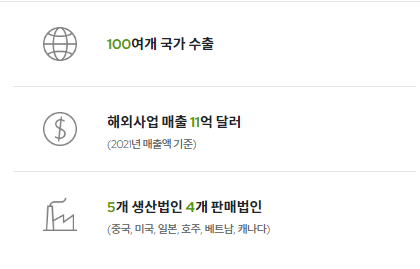 100여개 국가 수출
해외사업 매출 11억 달러
(2021년 매출액 기준)
5개 생산법인 4개 판매법인
(중국, 미국, 일본, 호주, 베트남, 캐나다)